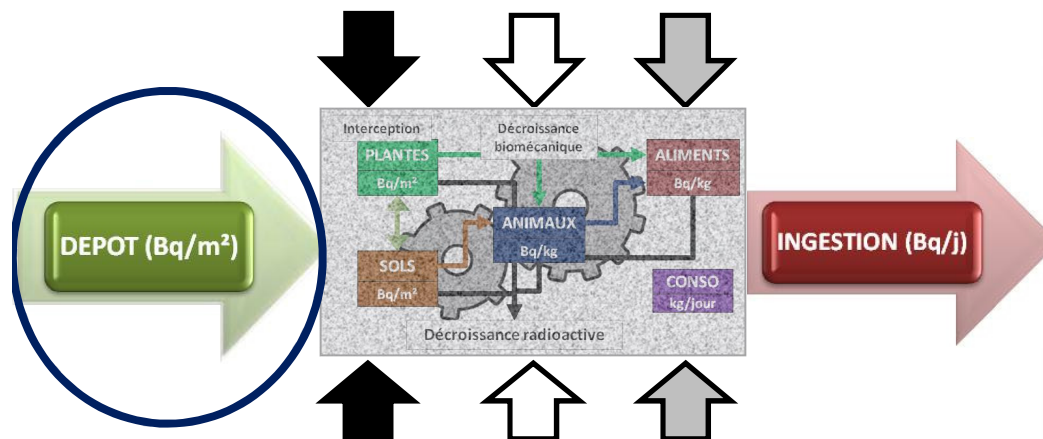 DEPOT (Bq/m²)
Interception
PLANTES
Bq/m²
Décroissance
biomécanique
ALIMENTS
Bq/kg
ANIMAUX
Bq/kg
SOLS
Bq/m²
CONSO
kg/jour
Décroissance radioactive
INGESTION (Bq/j)